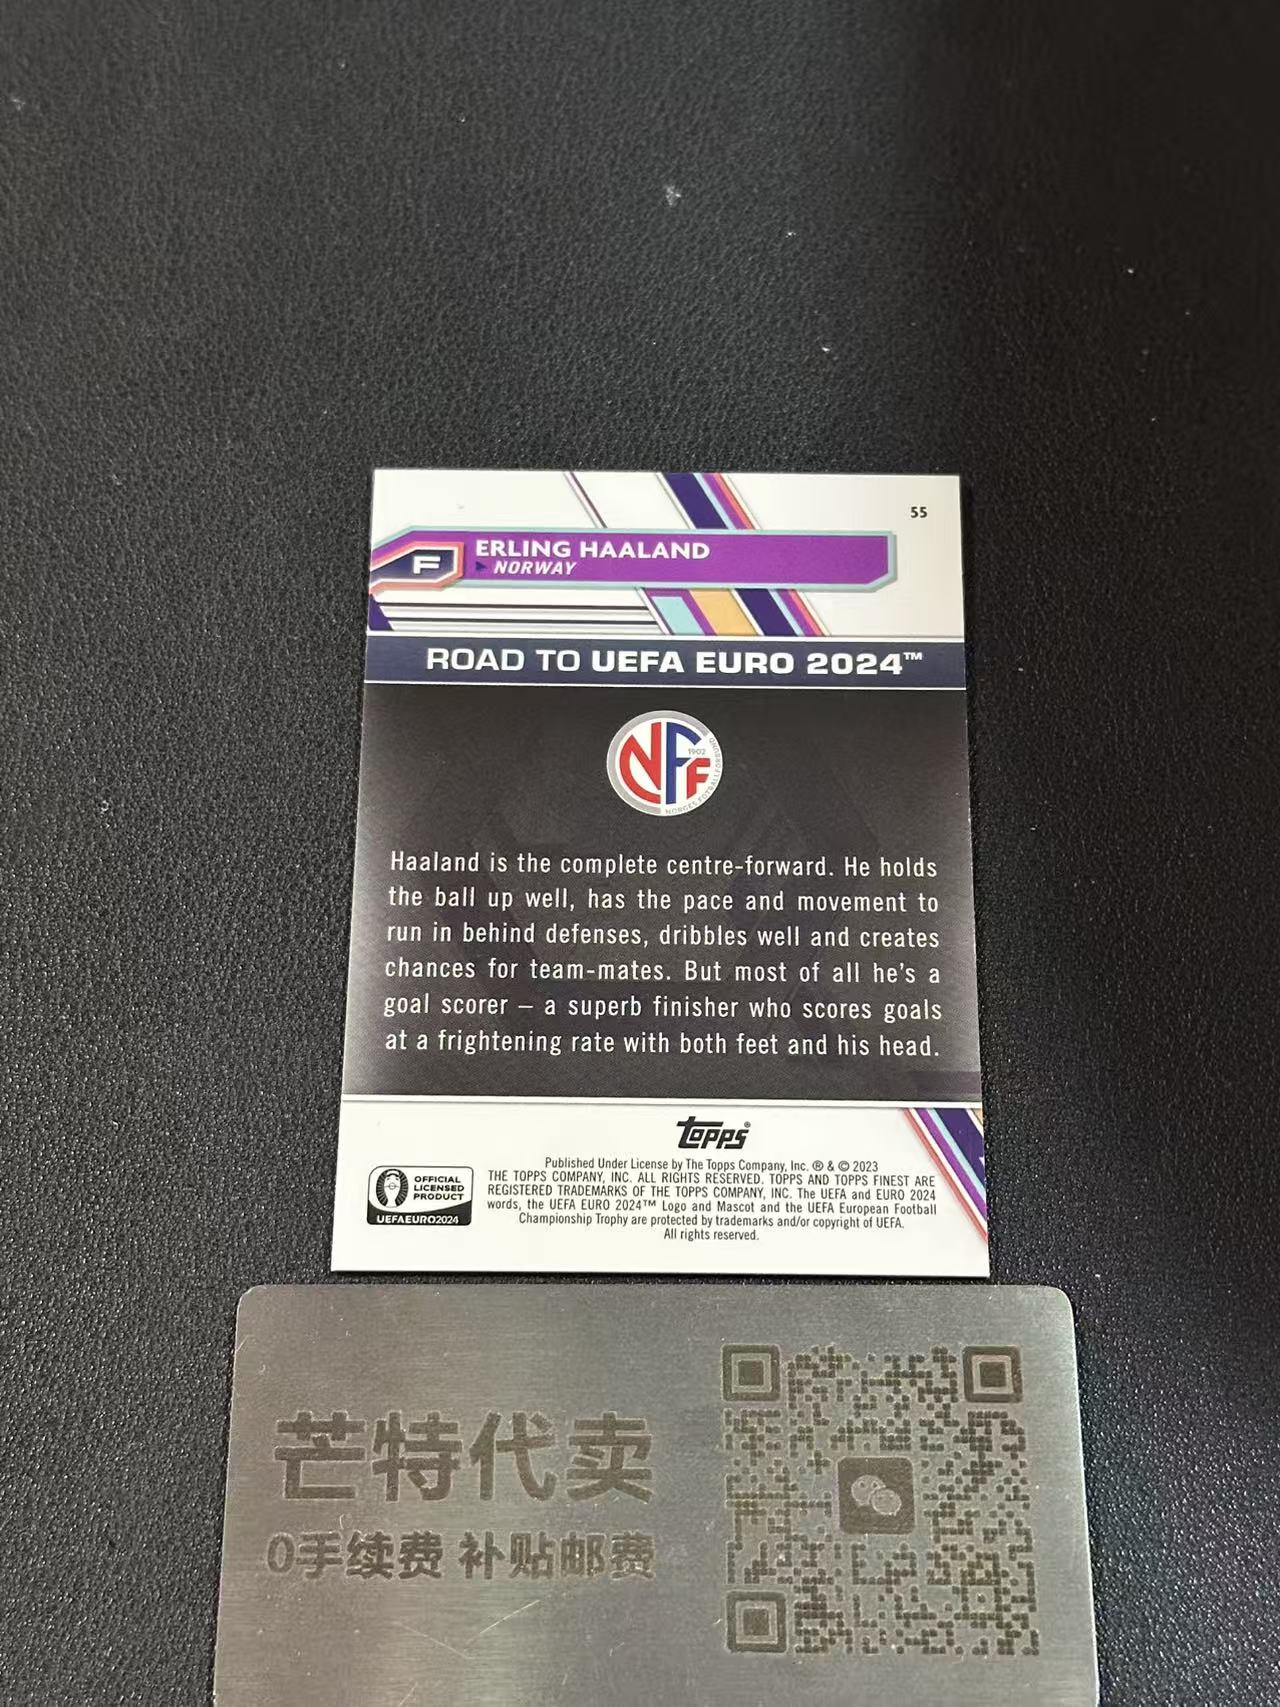 55
F
ERLING HAALAND
NORWAY
ROAD TO UEFA EURO 2024™
NFF
1902
NORGES FOTBALLFORBUND
Haaland is the complete centre-forward. He holds
the ball up well, has the pace and movement to
run in behind defenses, dribbles well and creates
chances for team-mates. But most of all he's a
goal scorer – a superb finisher who scores goals
at a frightening rate with both feet and his head.
topps®
OFFICIAL
LICENSED
PRODUCT
UEFA EURO2024
Published Under License by The Topps Company, Inc. ® & © 2023
THE TOPPS COMPANY, INC. ALL RIGHTS RESERVED. TOPPS AND TOPPS FINEST ARE
REGISTERED TRADEMARKS OF THE TOPPS COMPANY, INC. The UEFA and EURO 2024
words, the UEFA EURO 2024™ Logo and Mascot and the UEFA European Football
Championship Trophy are protected by trademarks and/or copyright of UEFA.
All rights reserved.
芒特代卖
0手续费 补贴邮费